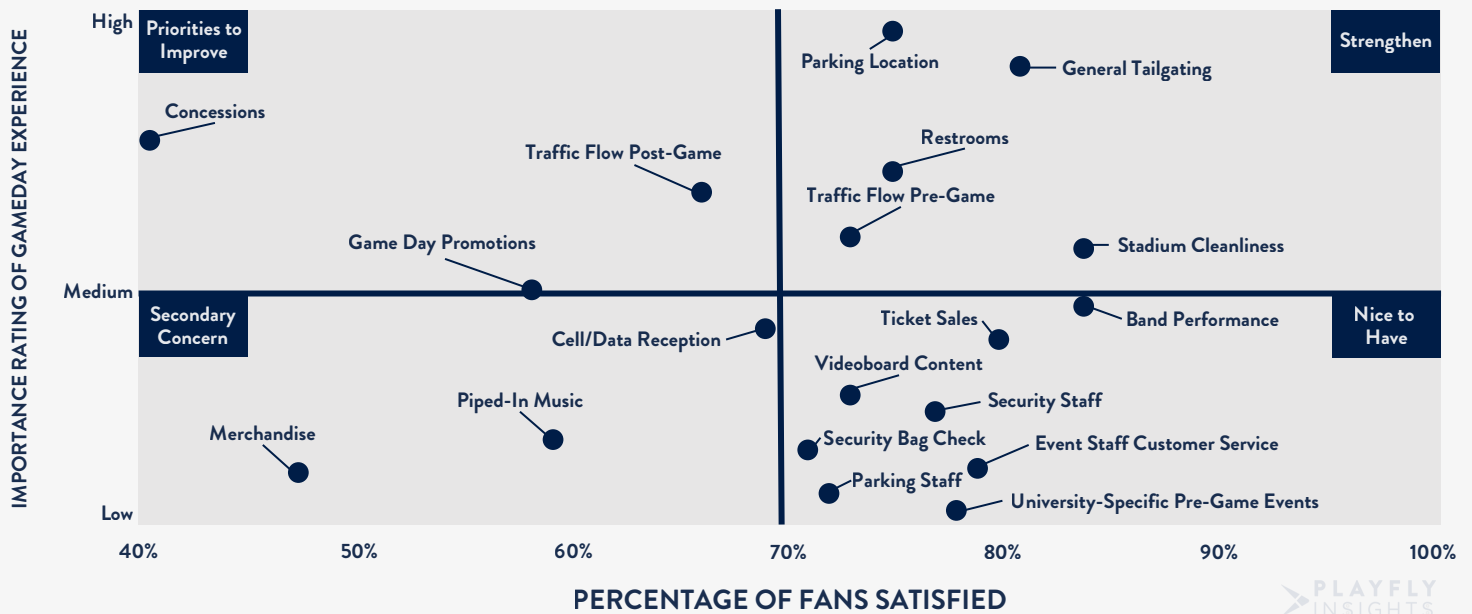 High
Priorities to
Improve
Strengthen
Parking Location
General Tailgating
Concessions
Restrooms
Traffic Flow Post-Game
Traffic Flow Pre-Game
Game Day Promotions
Stadium Cleanliness
IMPORTANCE RATING OF GAMEDAY EXPERIENCE
Medium
Secondary
Concern
Nice to
Have
Ticket Sales
Band Performance
Cell/Data Reception
Videoboard Content
Piped-In Music
Security Staff
Merchandise
Security Bag Check
Event Staff Customer Service
Parking Staff
University-Specific Pre-Game Events
Low
40% 50% 60% 70% 80% 90% 100%
PERCENTAGE OF FANS SATISFIED
PLAYFLY
INSIGHTS